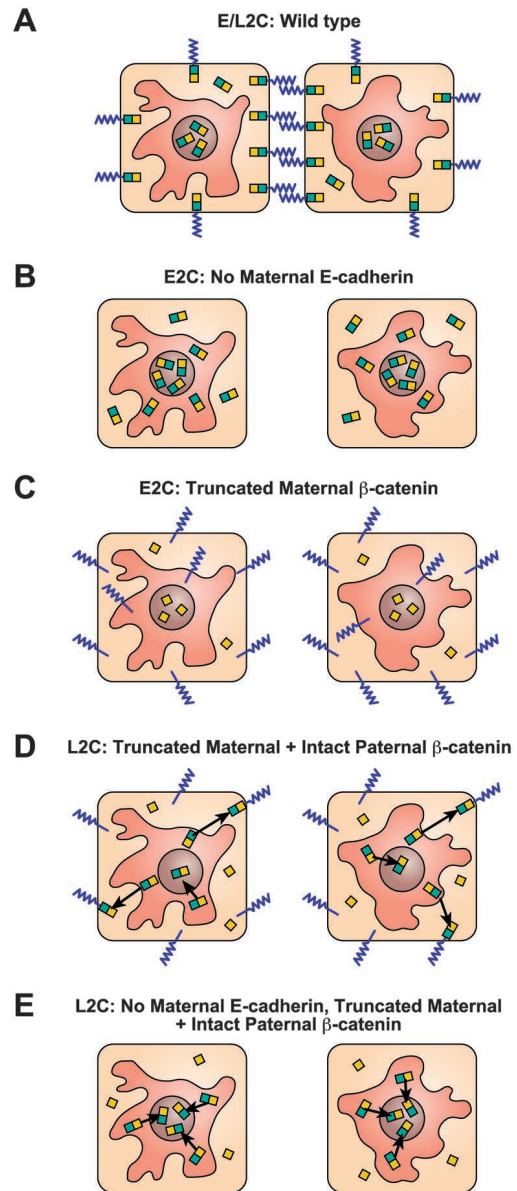 A
E/L2C: Wild type
B
E2C: No Maternal E-cadherin
C
E2C: Truncated Maternal β-catenin
D
L2C: Truncated Maternal + Intact Paternal β-catenin
E
L2C: No Maternal E-cadherin, Truncated Maternal
+ Intact Paternal β-catenin